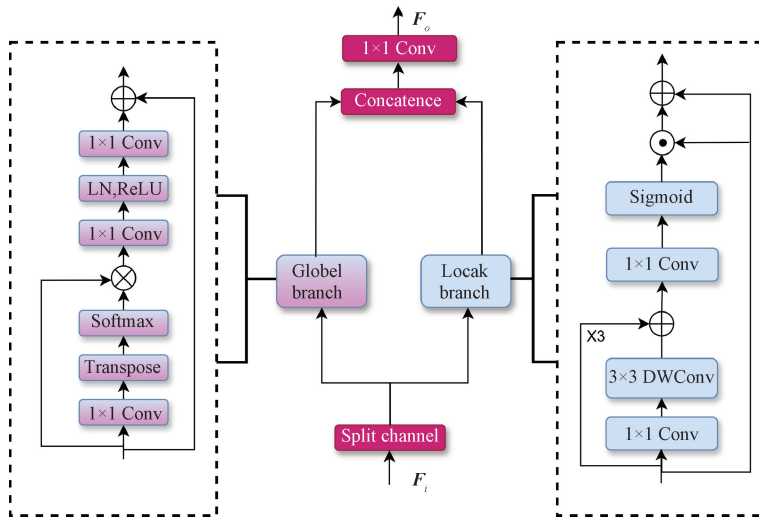 F_o
1×1 Conv
Concatence
1×1 Conv
LN,ReLU
1×1 Conv
Softmax
Transpose
1×1 Conv
Globel
branch
Locak
branch
Split channel
F_i
Sigmoid
1×1 Conv
X3
3×3 DWConv
1×1 Conv